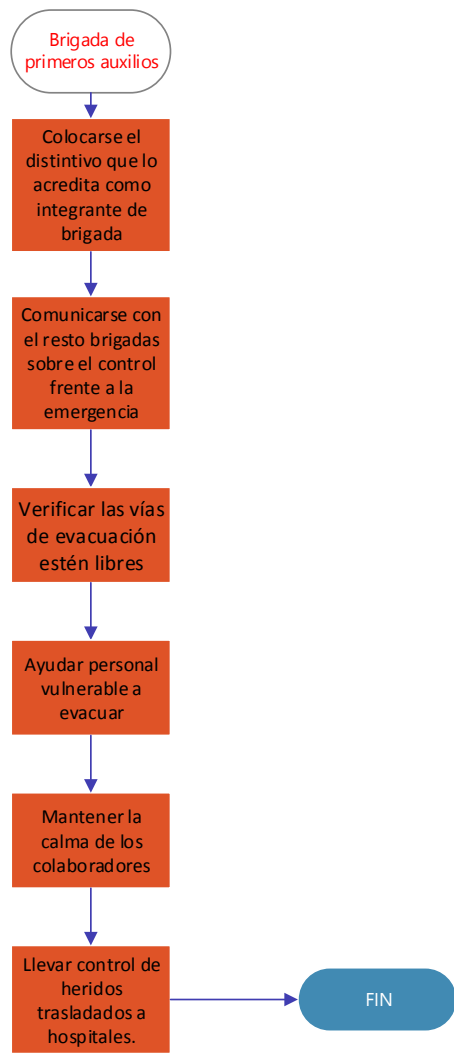 Brigada de
primeros auxilios
Colocarse el
distintivo que lo
acredita como
integrante de
brigada
Comunicarse con
el resto brigadas
sobre el control
frente a la
emergencia
Verificar las vías
de evacuación
estén libres
Ayudar personal
vulnerable a
evacuar
Mantener la
calma de los
colaboradores
Llevar control de
heridos
trasladados a
hospitales.
FIN